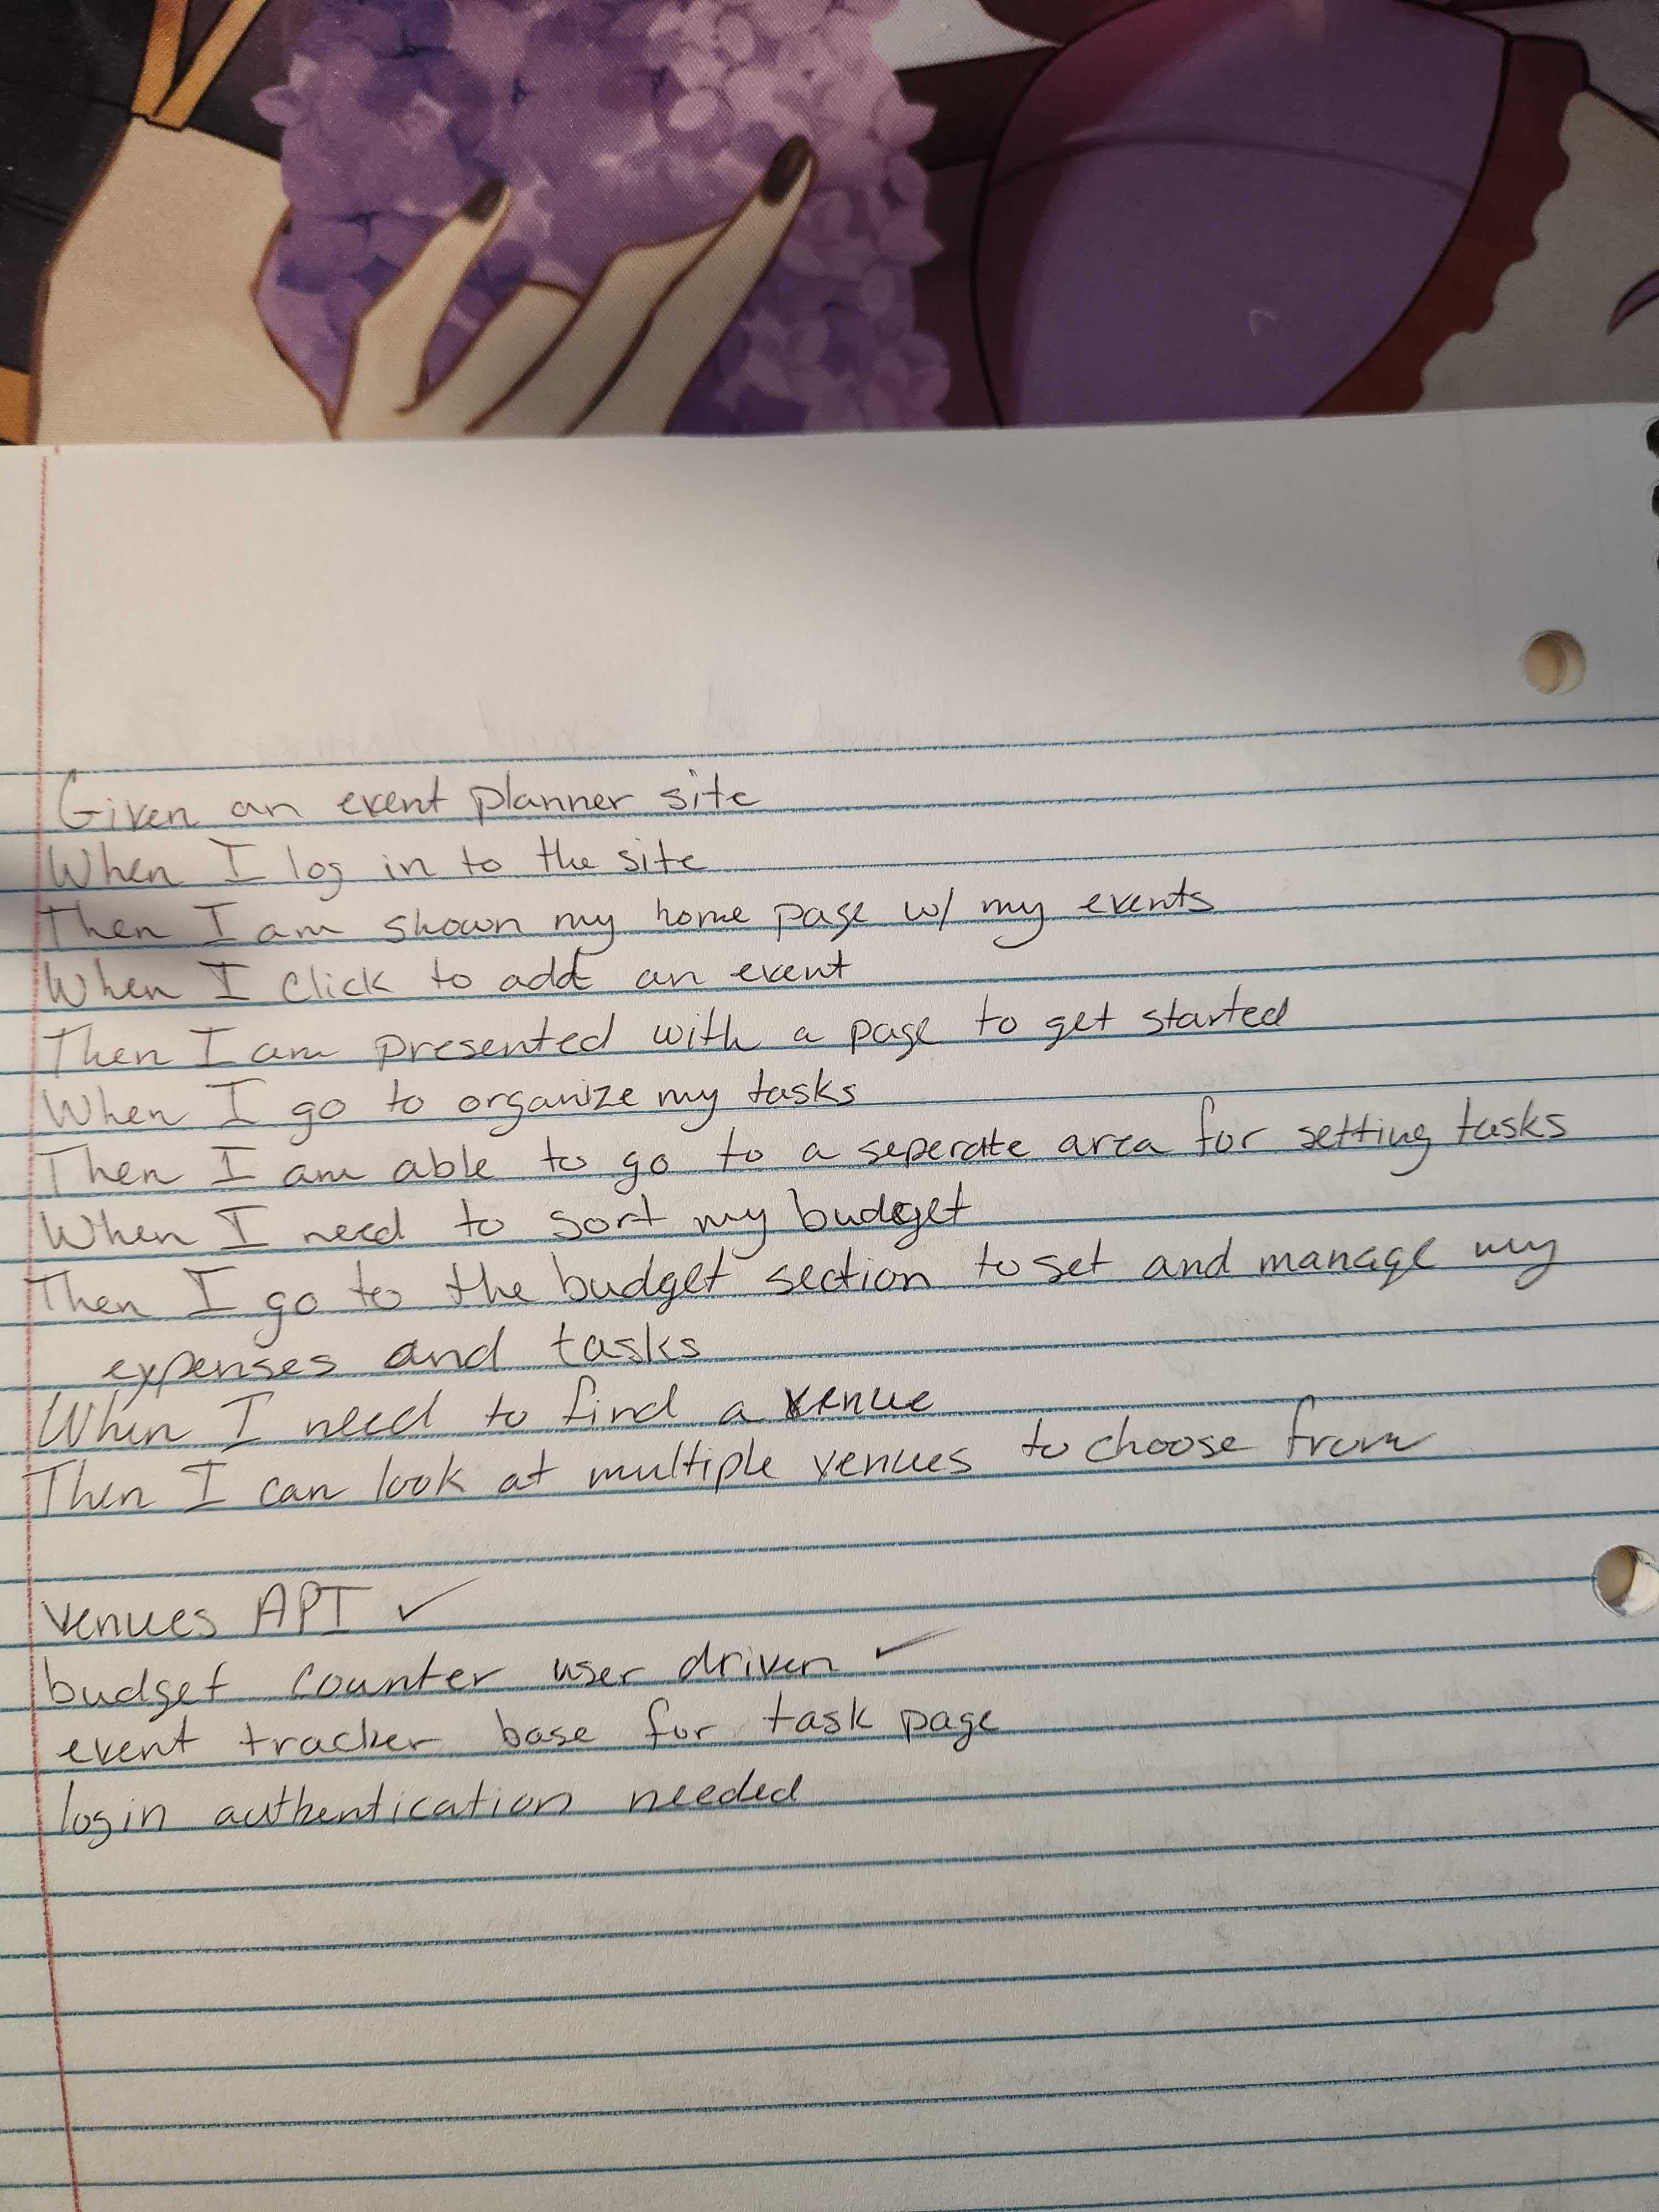 Given an event planner site
When I log in to the site
Then I am shown my home page w/ my events
When I click to add an event
Then I am presented with a page to get started
When I go to organize my tasks
Then I am able to go to a seperate area for setting tasks
When I need to sort my budget
Then I go to the budget section to set and manage my
expenses and tasks
When I need to find a venue
Then I can look at multiple venues to choose from
venues API ✓
budget counter user driven ✓
event tracker base for task page
login authentication needed